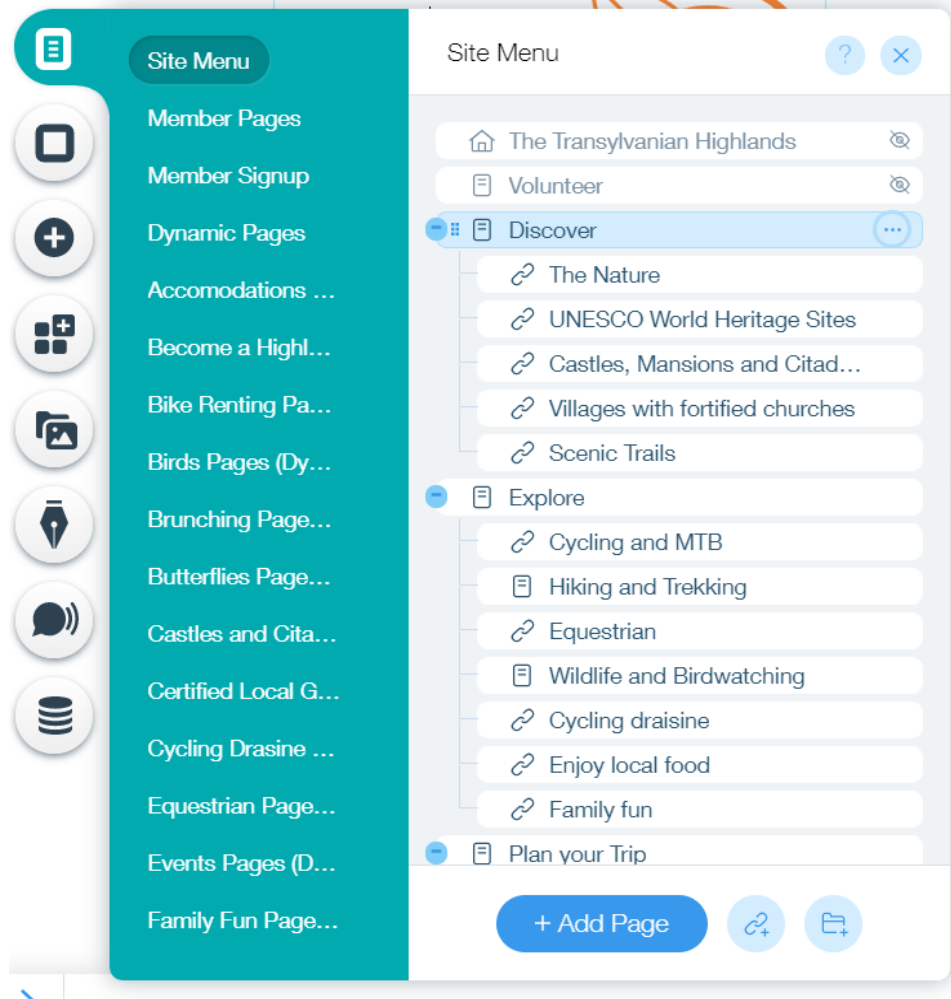 Site Menu
Member Pages
Member Signup
Dynamic Pages
Accomodations ...
Become a Highl...
Bike Renting Pa...
Birds Pages (Dy...
Brunching Page...
Butterflies Page...
Castles and Cita...
Certified Local G...
Cycling Drasine ...
Equestrian Page...
Events Pages (D...
Family Fun Page...
Site Menu
?
The Transylvanian Highlands
Volunteer
Discover
The Nature
UNESCO World Heritage Sites
Castles, Mansions and Citad...
Villages with fortified churches
Scenic Trails
Explore
Cycling and MTB
Hiking and Trekking
Equestrian
Wildlife and Birdwatching
Cycling draisine
Enjoy local food
Family fun
Plan your Trip
+ Add Page